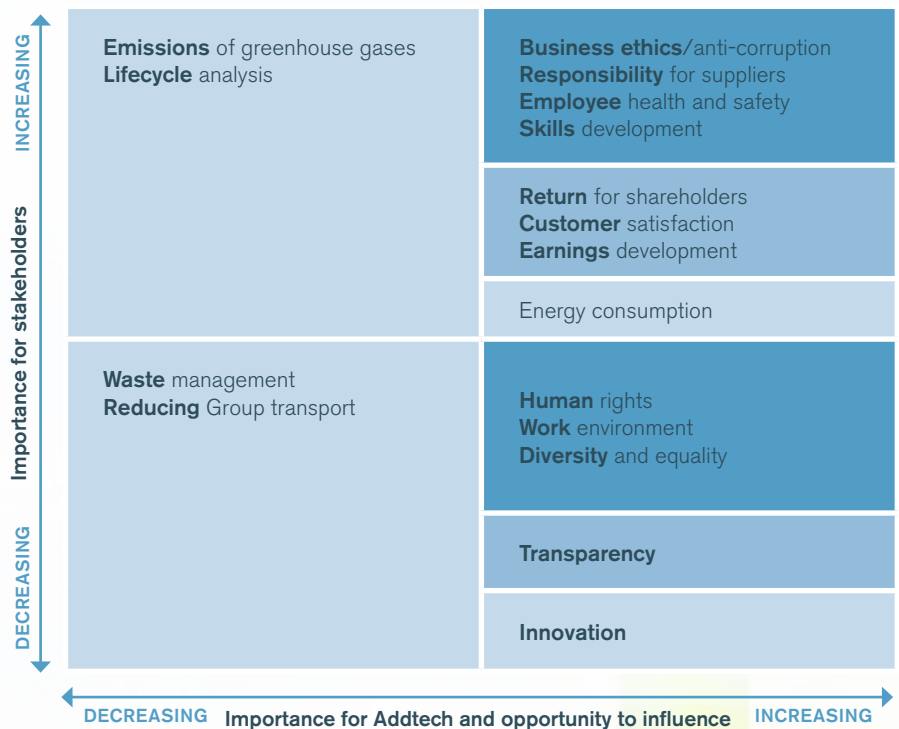 INCREASING
Importance for stakeholders
DECREASING
Emissions of greenhouse gases
Lifecycle analysis
Business ethics/anti-corruption
Responsibility for suppliers
Employee health and safety
Skills development
Return for shareholders
Customer satisfaction
Earnings development
Energy consumption
Waste management
Reducing Group transport
Human rights
Work environment
Diversity and equality
Transparency
Innovation
DECREASING Importance for Addtech and opportunity to influence INCREASING